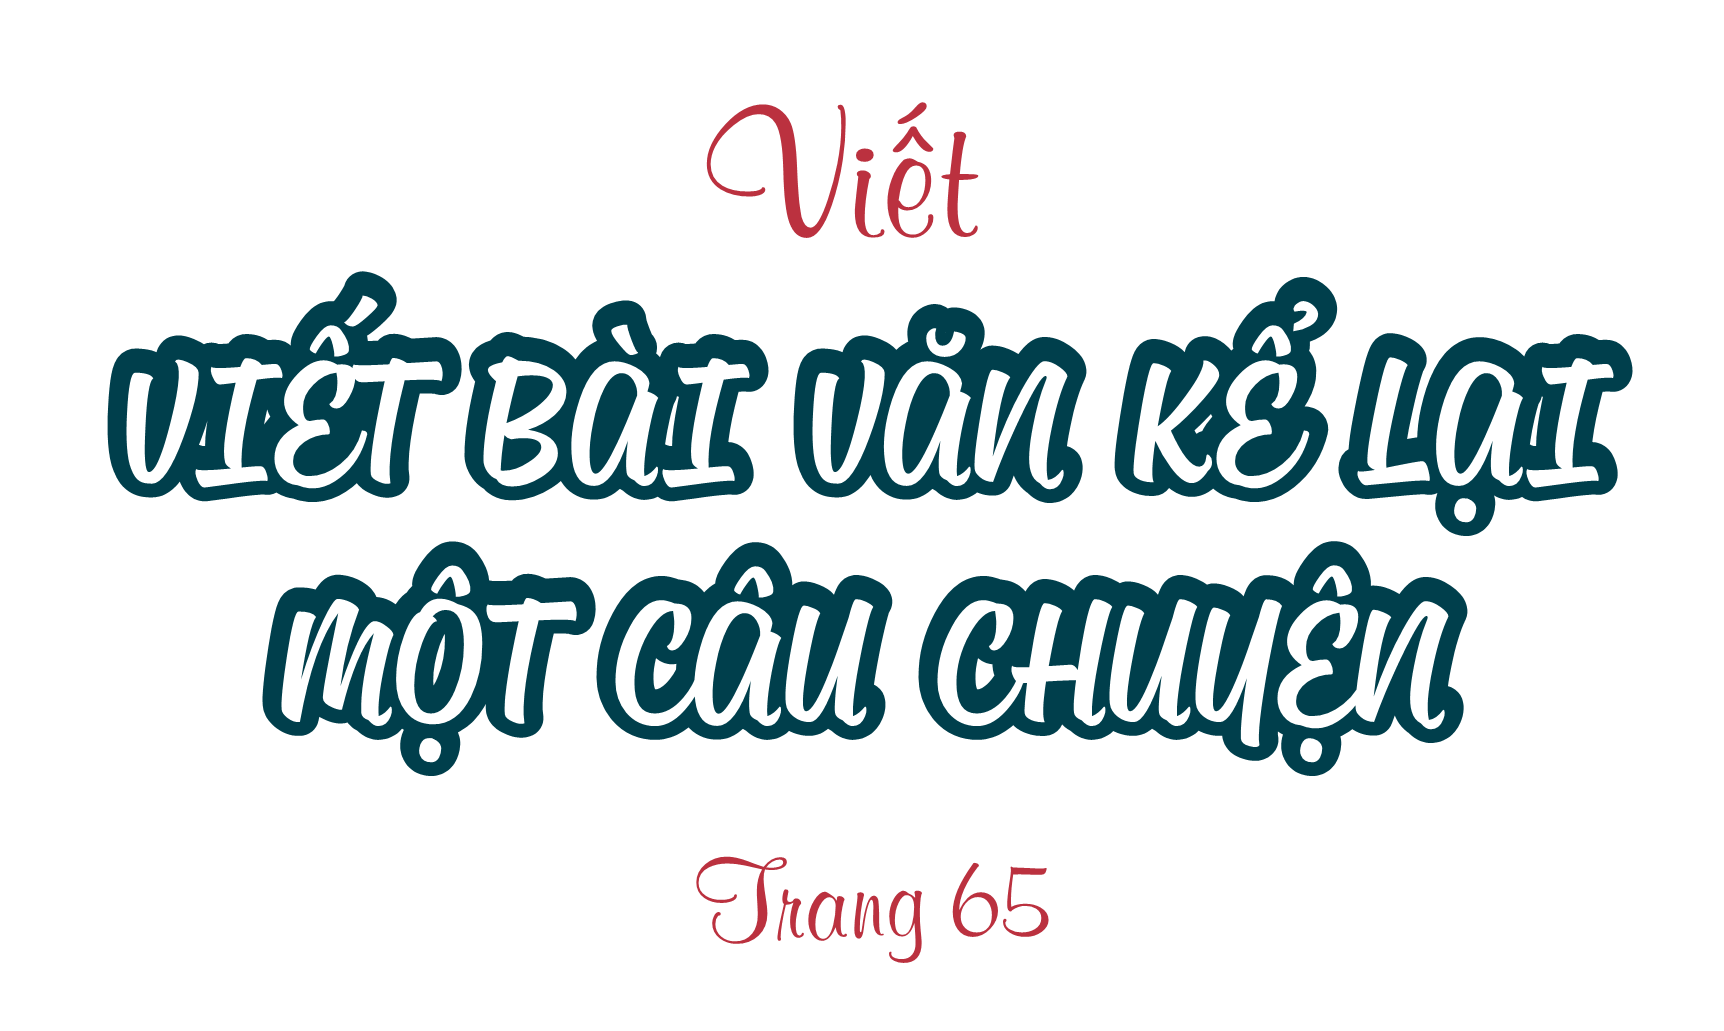 Viết
VIẾT BÀI VĂN KỂ LẠI
MỘT CÂU CHUYỆN
Trang 65